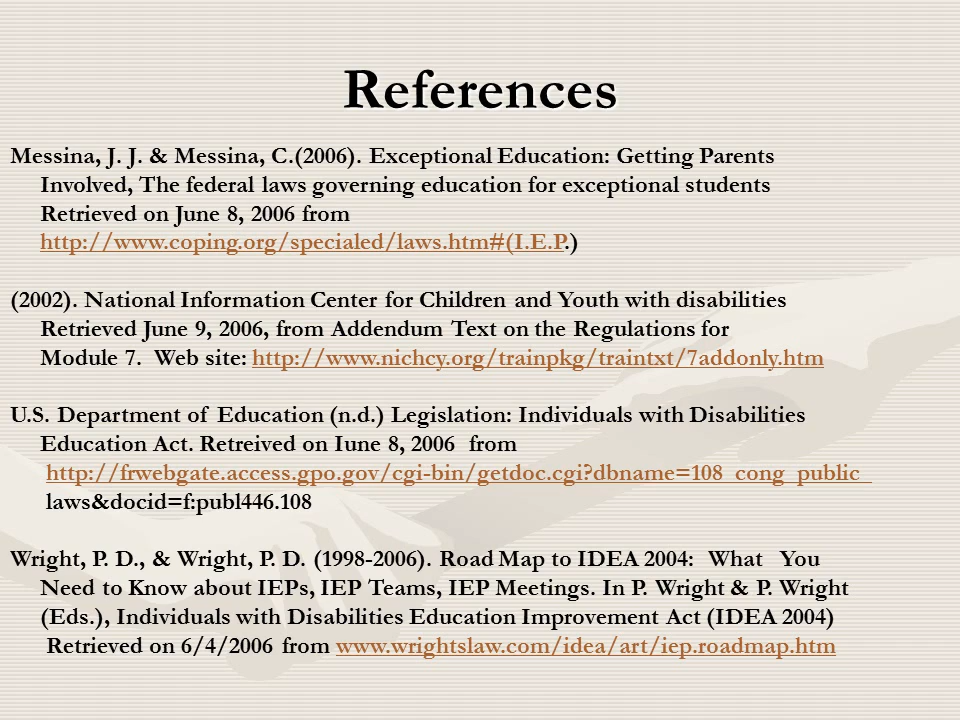 References
Messina, J. J. & Messina, C.(2006). Exceptional Education: Getting Parents
Involved, The federal laws governing education for exceptional students
Retrieved on June 8, 2006 from
http://www.coping.org/specialed/laws.htm#(I.E.P.)
(2002). National Information Center for Children and Youth with disabilities
Retrieved June 9, 2006, from Addendum Text on the Regulations for
Module 7. Web site: http://www.nichcy.org/trainpkg/traintxt/7addonly.htm
U.S. Department of Education (n.d.) Legislation: Individuals with Disabilities
Education Act. Retreived on Iune 8, 2006 from
http://frwebgate.access.gpo.gov/cgi-bin/getdoc.cgi?dbname=108_cong_public_
laws&docid=f:publ446.108
Wright, P. D., & Wright, P. D. (1998-2006). Road Map to IDEA 2004: What You
Need to Know about IEPs, IEP Teams, IEP Meetings. In P. Wright & P. Wright
(Eds.), Individuals with Disabilities Education Improvement Act (IDEA 2004)
Retrieved on 6/4/2006 from www.wrightslaw.com/idea/art/iep.roadmap.htm